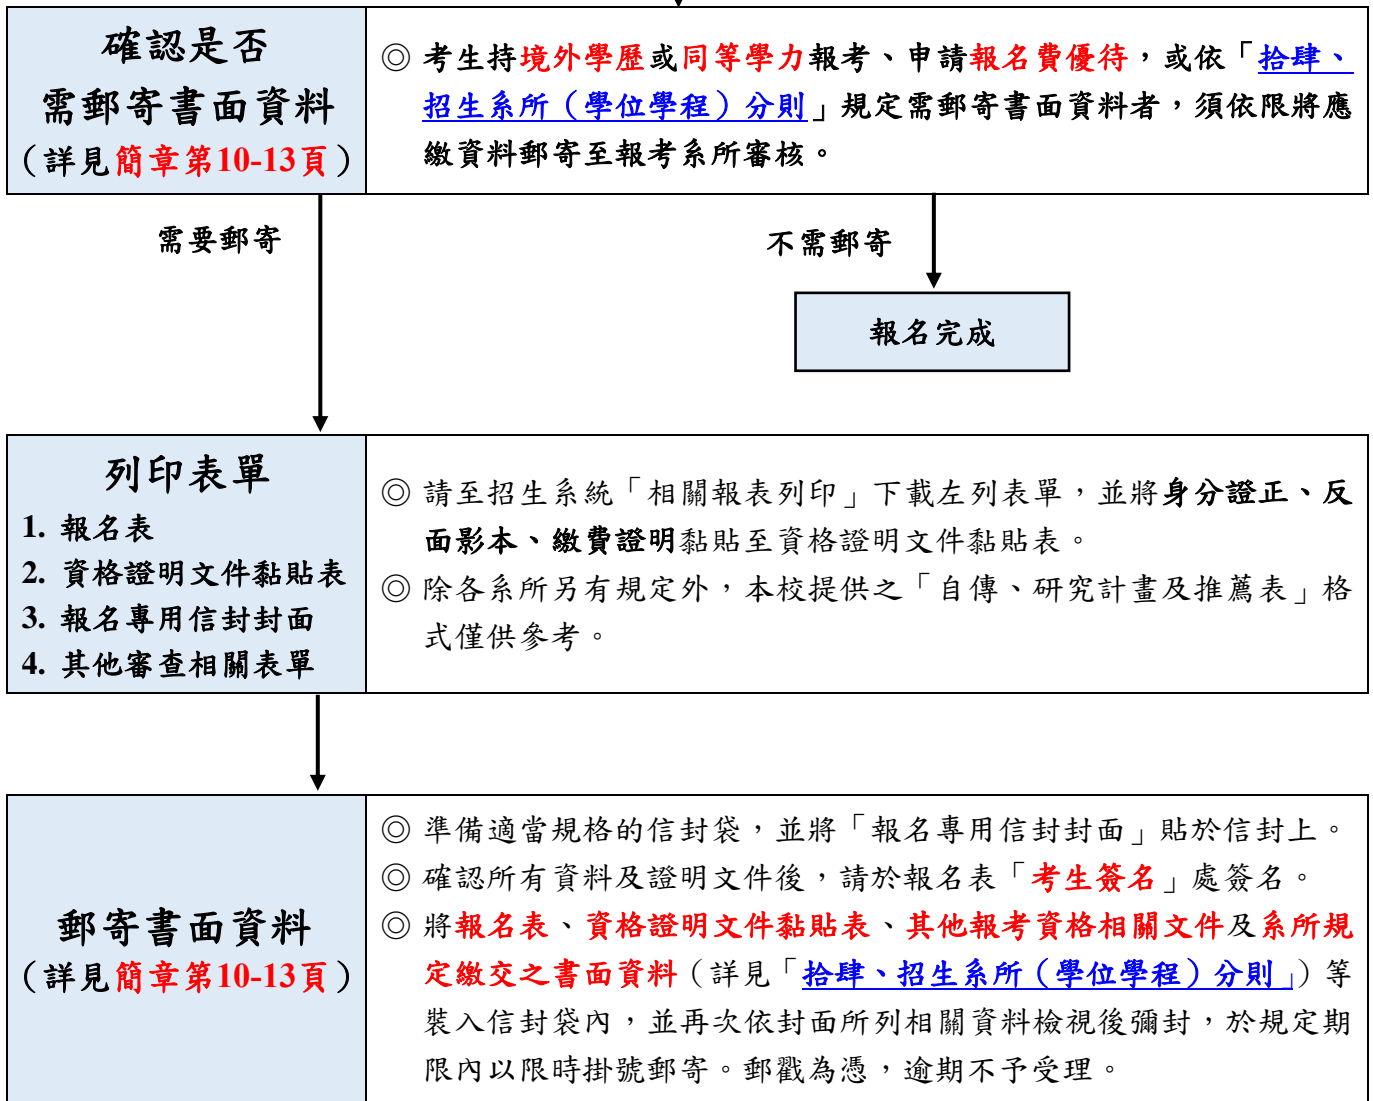 確認是否
需郵寄書面資料
（詳見簡章第10-13頁）
◎ 考生持境外學歷或同等學力報考、申請報名費優待，或依「拾肆、
招生系所（學位學程）分則」規定需郵寄書面資料者，須依限將應
繳資料郵寄至報考系所審核。
需要郵寄
不需郵寄
報名完成
列印表單
1. 報名表
2. 資格證明文件黏貼表
3. 報名專用信封封面
4. 其他審查相關表單
◎ 請至招生系統「相關報表列印」下載左列表單，並將身分證正、反
面影本、繳費證明黏貼至資格證明文件黏貼表。
◎ 除各系所另有規定外，本校提供之「自傳、研究計畫及推薦表」格
式僅供參考。
郵寄書面資料
（詳見簡章第10-13頁）
◎ 準備適當規格的信封袋，並將「報名專用信封封面」貼於信封上。
◎ 確認所有資料及證明文件後，請於報名表「考生簽名」處簽名。
◎ 將報名表、資格證明文件黏貼表、其他報考資格相關文件及系所規
定繳交之書面資料（詳見「拾肆、招生系所（學位學程）分則」）等
裝入信封袋內，並再次依封面所列相關資料檢視後彌封，於規定期
限內以限時掛號郵寄。郵戳為憑，逾期不予受理。